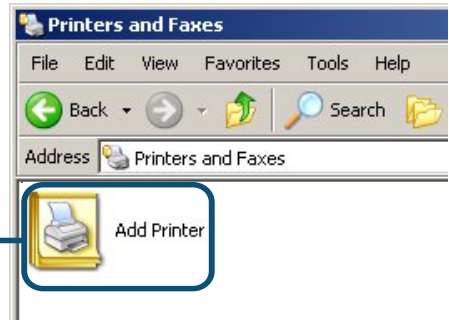 Printers and Faxes
File Edit View Favorites Tools Help
Back Search
Address Printers and Faxes
Add Printer